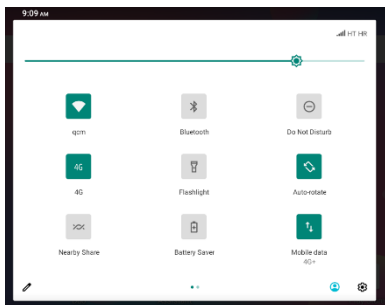 9:09 AM
HT HR
qcm
Bluetooth
Do Not Disturb
4G
4G
Flashlight
Auto-rotate
Nearby Share
Battery Saver
Mobile data
4G+